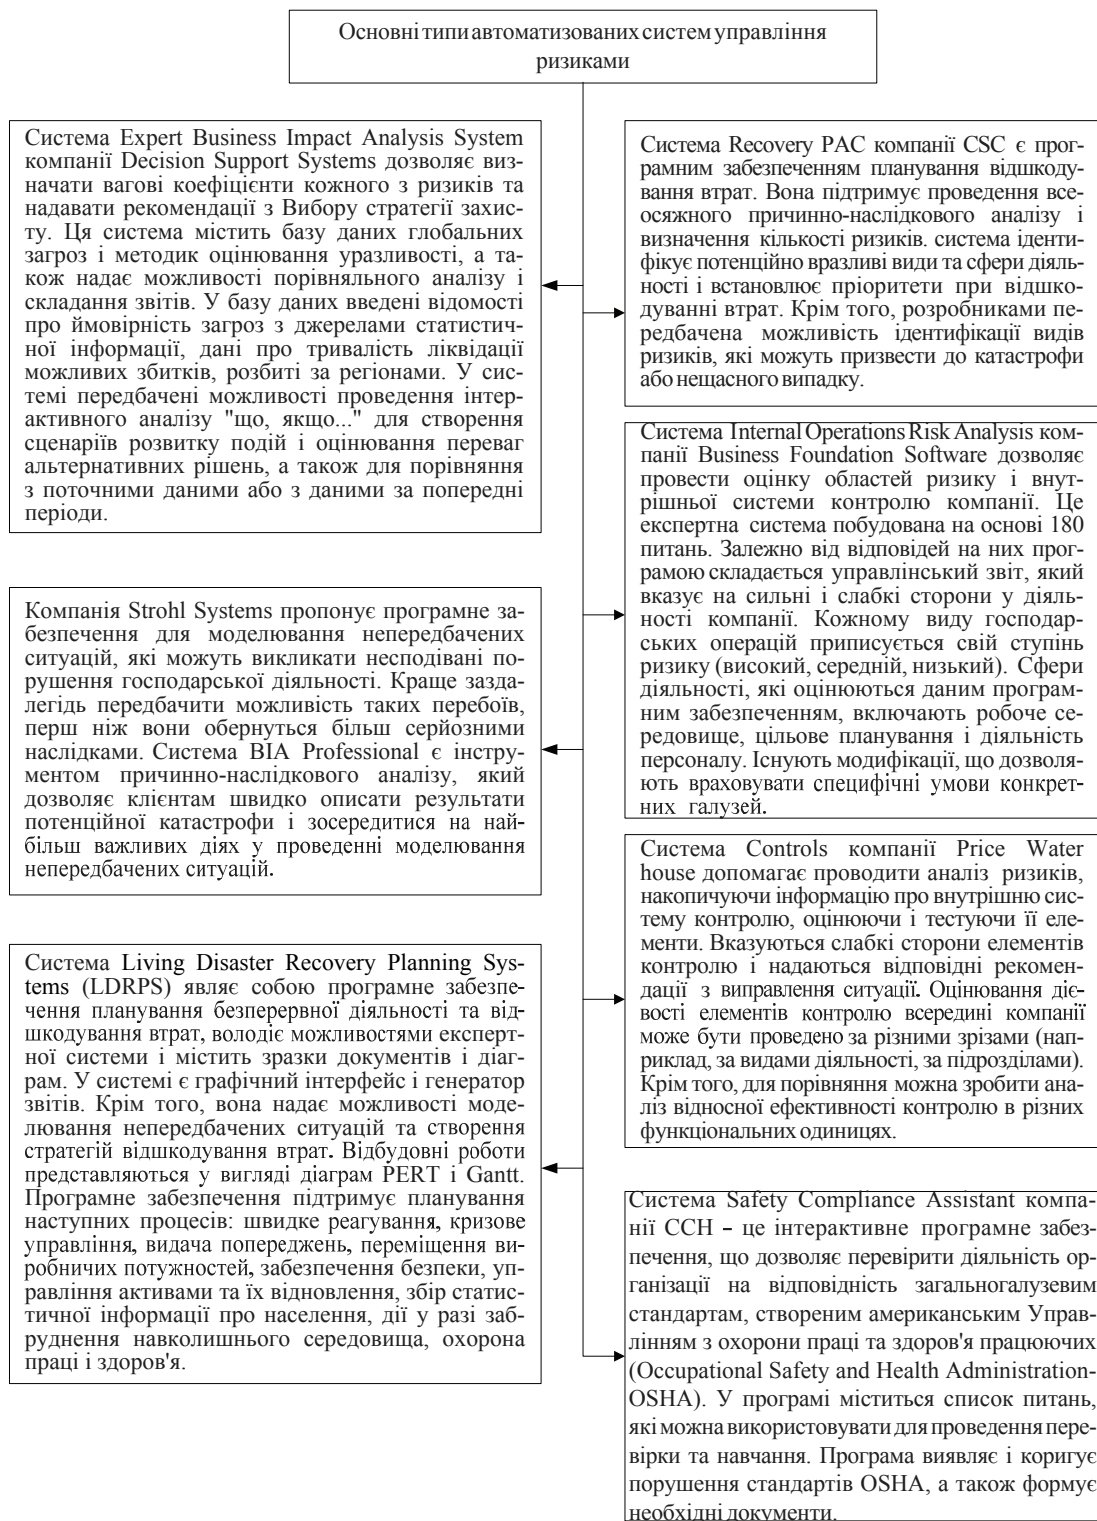 Основні типи автоматизованих систем управління
ризиками
Система Expert Business Impact Analysis System
компанії Decision Support Systems дозволяє виз-
начати вагові коефіцієнти кожного з ризиків та
надавати рекомендації з Вибору стратегії захис-
ту. Ця система містить базу даних глобальних
загроз і методик оцінювання уразливості, а та-
кож надає можливості порівняльного аналізу і
складання звітів. У базу даних введені відомості
про ймовірність загроз з джерелами статистич-
ної інформації, дані про тривалість ліквідації
можливих збитків, розбиті за регіонами. У сис-
темі передбачені можливості проведення інтер-
активного аналізу "що, якщо..." для створення
сценаріїв розвитку подій і оцінювання переваг
альтернативних рішень, а також для порівняння
з поточними даними або з даними за попередні
періоди.
Компанія Strohl Systems пропонує програмне за-
безпечення для моделювання непередбачених
ситуацій, які можуть викликати несподівані по-
рушення господарської діяльності. Краще зазда-
легідь передбачити можливість таких перебоїв,
перш ніж вони обернуться більш серйозними
наслідками. Система BIA Professional є інстру-
ментом причинно-наслідкового аналізу, який
дозволяє клієнтам швидко описати результати
потенційної катастрофи і зосередитися на най-
більш важливих діях у проведенні моделювання
непередбачених ситуацій.
Система Living Disaster Recovery Planning Sys-
tems (LDRPS) являє собою програмне забезпе-
чення планування безперервної діяльності та від-
шкодування втрат, володіє можливостями експерт-
ної системи і містить зразки документів і діаг-
рам. У системі є графічний інтерфейс і генератор
звітів. Крім того, вона надає можливості моде-
лювання непередбачених ситуацій та створення
стратегій відшкодування втрат. Відбудовні роботи
представляються у вигляді діаграм PERT і Gantt.
Програмне забезпечення підтримує планування
наступних процесів: швидке реагування, кризове
управління, видача попереджень, переміщення ви-
робничих потужностей, забезпечення безпеки, уп-
равління активами та їх відновлення, збір статис-
тичної інформації про населення, дії у разі заб-
руднення навколишнього середовища, охорона
праці і здоров'я.
Система Recovery PAC компанії CSC є прог-
рамним забезпеченням планування відшкоду-
вання втрат. Вона підтримує проведення все-
осяжного причинно-наслідкового аналізу і
визначення кількості ризиків. система іденти-
фікує потенційно вразливі види та сфери діяль-
ності і встановлює пріоритети при відшко-
дуванні втрат. Крім того, розробниками пе-
редбачена можливість ідентифікації видів
ризиків, які можуть призвести до катастрофи
або нещасного випадку.
Система Internal Operations Risk Analysis ком-
панії Business Foundation Software дозволяє
провести оцінку областей ризику і внут-
рішньої системи контролю компанії. Це
експертна система побудована на основі 180
питань. Залежно від відповідей на них прог-
рамою складається управлінський звіт, який
вказує на сильні і слабкі сторони у діяль-
ності компанії. Кожному виду господар-
ських операцій приписується свій ступінь
ризику (високий, середній, низький). Сфери
діяльності, які оцінюються даним програм-
ним забезпеченням, включають робоче се-
редовище, цільове планування і діяльність
персоналу. Існують модифікації, що дозволя-
ють враховувати специфічні умови конкрет-
них галузей.
Система Controls компанії Price Water
house допомагає проводити аналіз ризиків,
накопичуючи інформацію про внутрішню сис-
тему контролю, оцінюючи і тестуючи її еле-
менти. Вказуються слабкі сторони елементів
контролю і надаються відповідні рекомен-
дації з виправлення ситуації. Оцінювання діє-
вості елементів контролю всередині компанії
може бути проведено за різними зрізами (нап-
риклад, за видами діяльності, за підрозділами).
Крім того, для порівняння можна зробити ана-
ліз відносної ефективності контролю в різних
функціональних одиницях.
Система Safety Compliance Assistant компа-
нії CCH – це інтерактивне програмне забез-
печення, що дозволяє перевірити діяльність ор-
ганізації на відповідність загальногалузевим
стандартам, створеним американським Управ-
лінням з охорони праці та здоров'я працюючих
(Occupational Safety and Health Administration-
OSHA). У програмі міститься список питань,
які можна використовувати для проведення пере-
вірки та навчання. Програма виявляє і коригує
порушення стандартів OSHA, а також формує
необхідні документи.